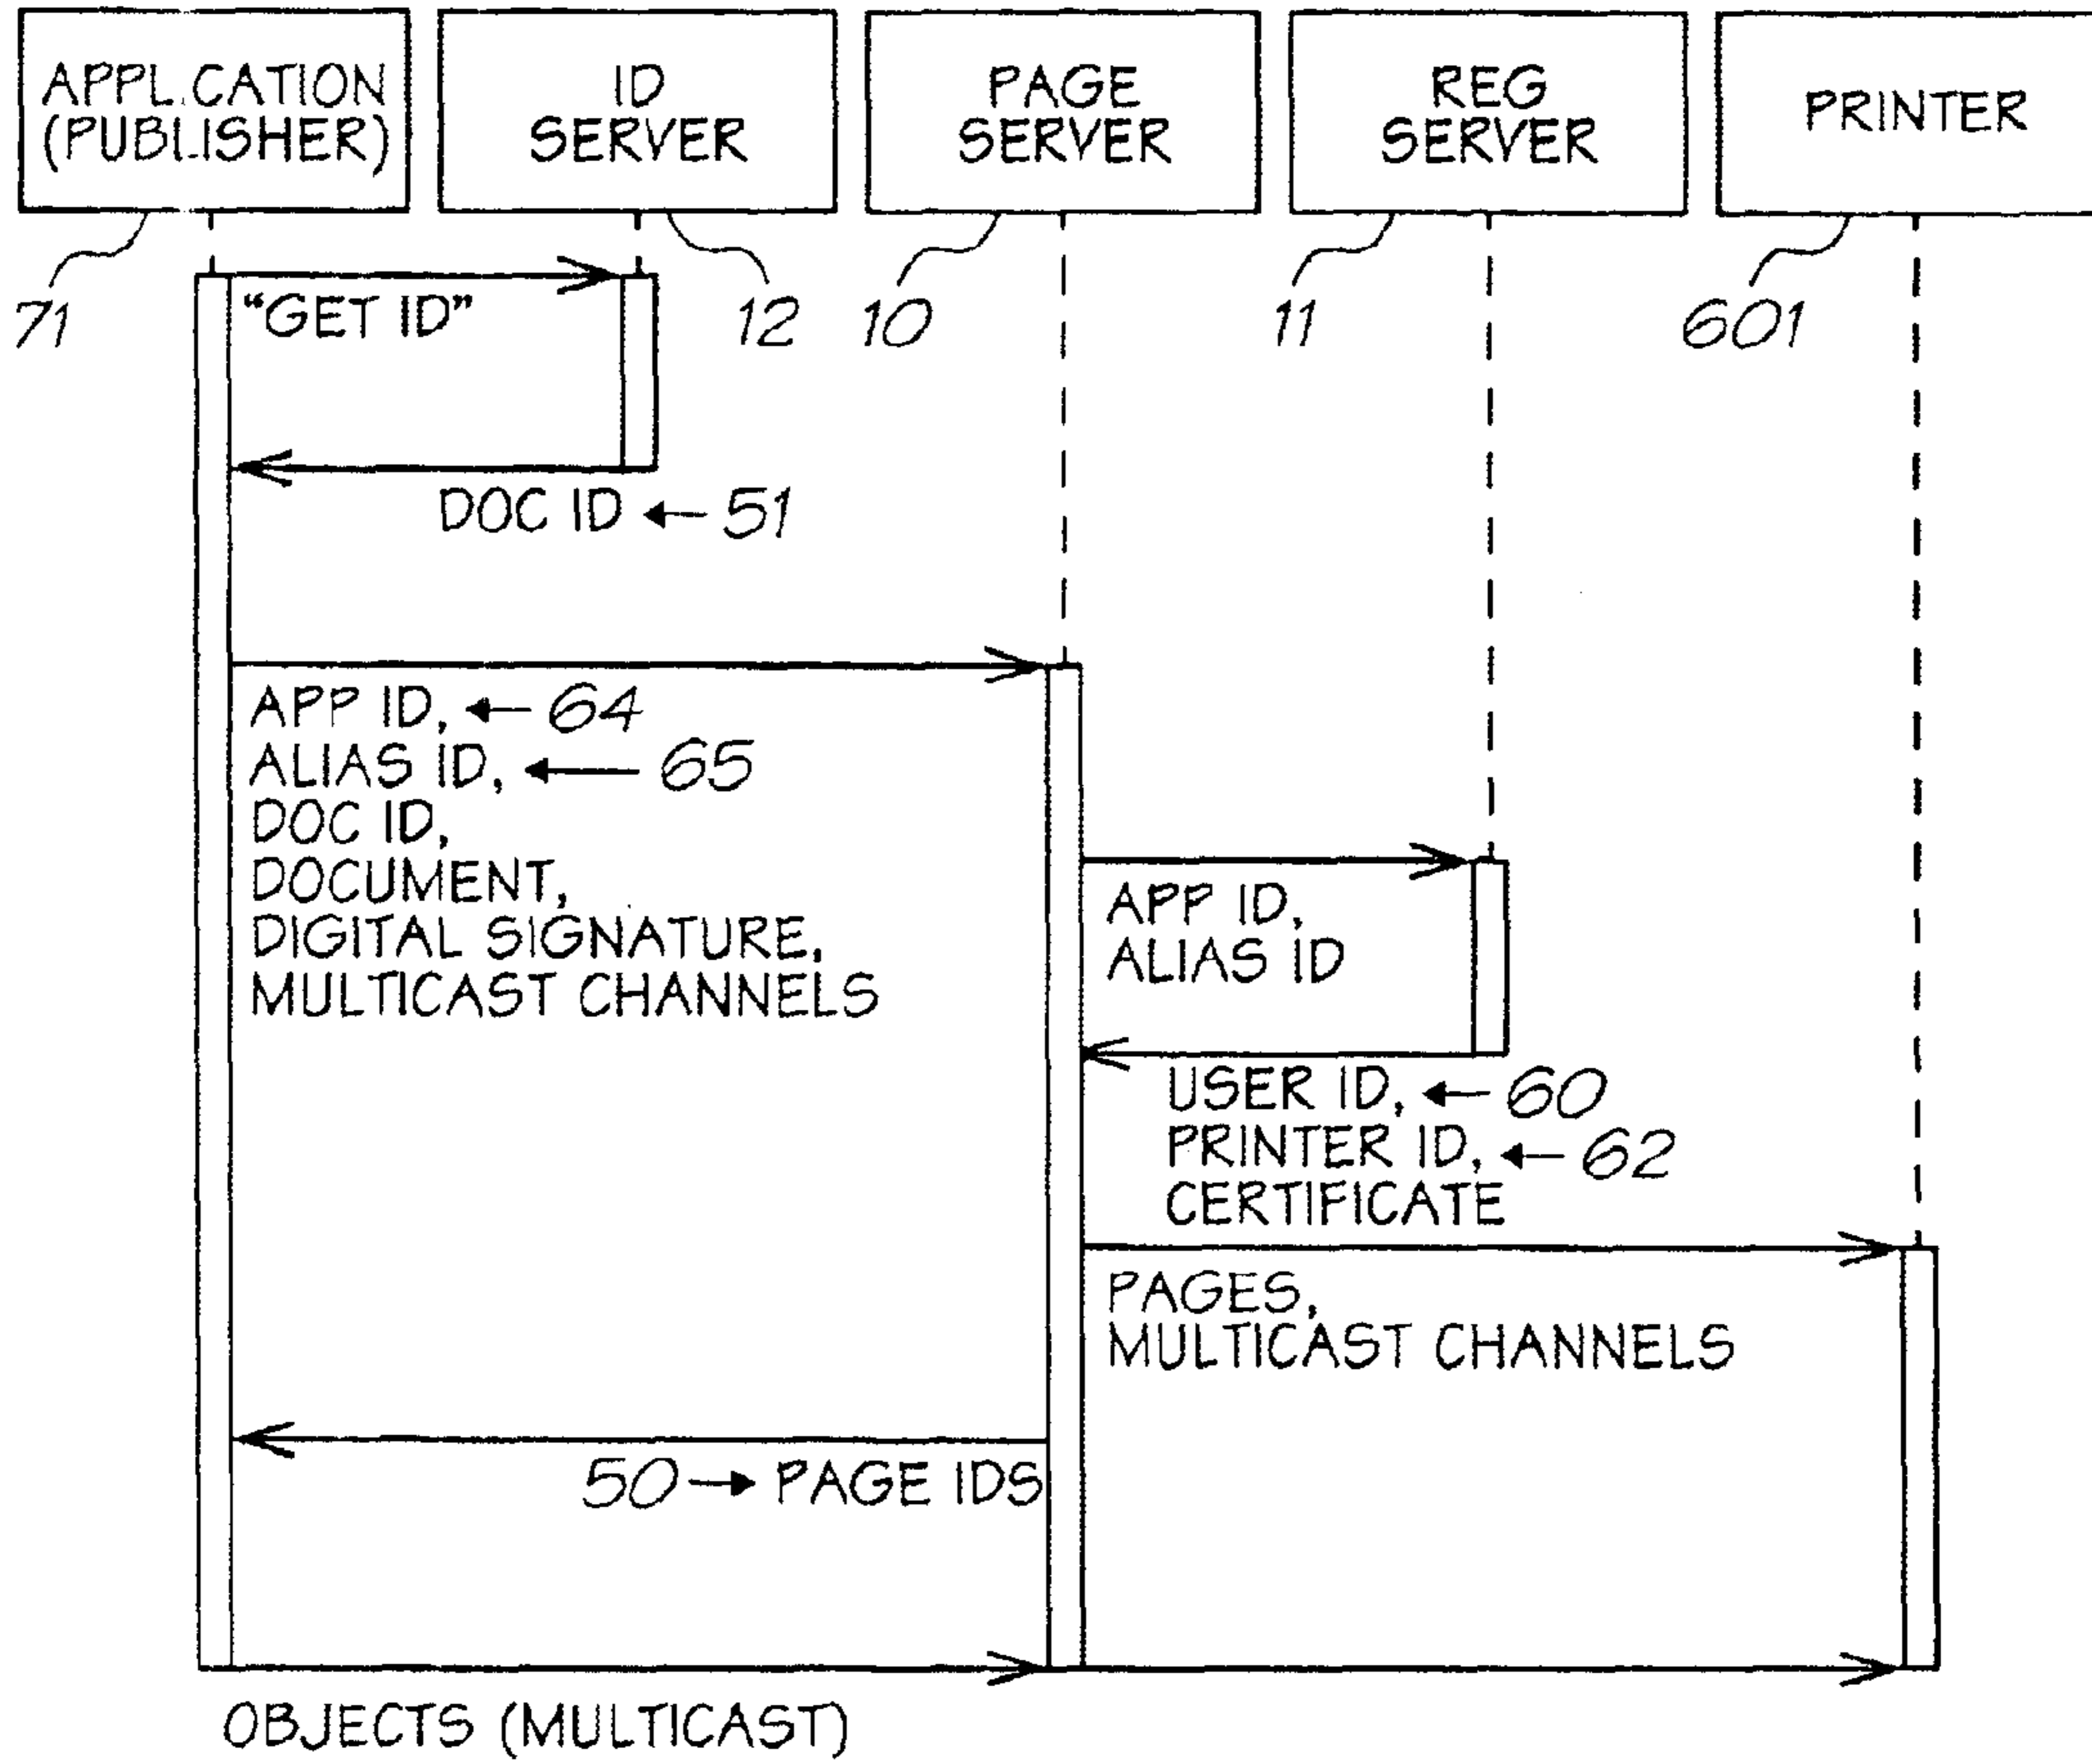 APPLICATION
(PUBLISHER)
ID
SERVER
PAGE
SERVER
REG
SERVER
PRINTER
71
12
10
11
601
"GET ID"
DOC ID ← 51
APP ID, ← 64
ALIAS ID, ← 65
DOC ID,
DOCUMENT,
DIGITAL SIGNATURE,
MULTICAST CHANNELS
APP ID,
ALIAS ID
USER ID, ← 60
PRINTER ID, ← 62
CERTIFICATE
PAGES,
MULTICAST CHANNELS
50 → PAGE IDS
OBJECTS (MULTICAST)